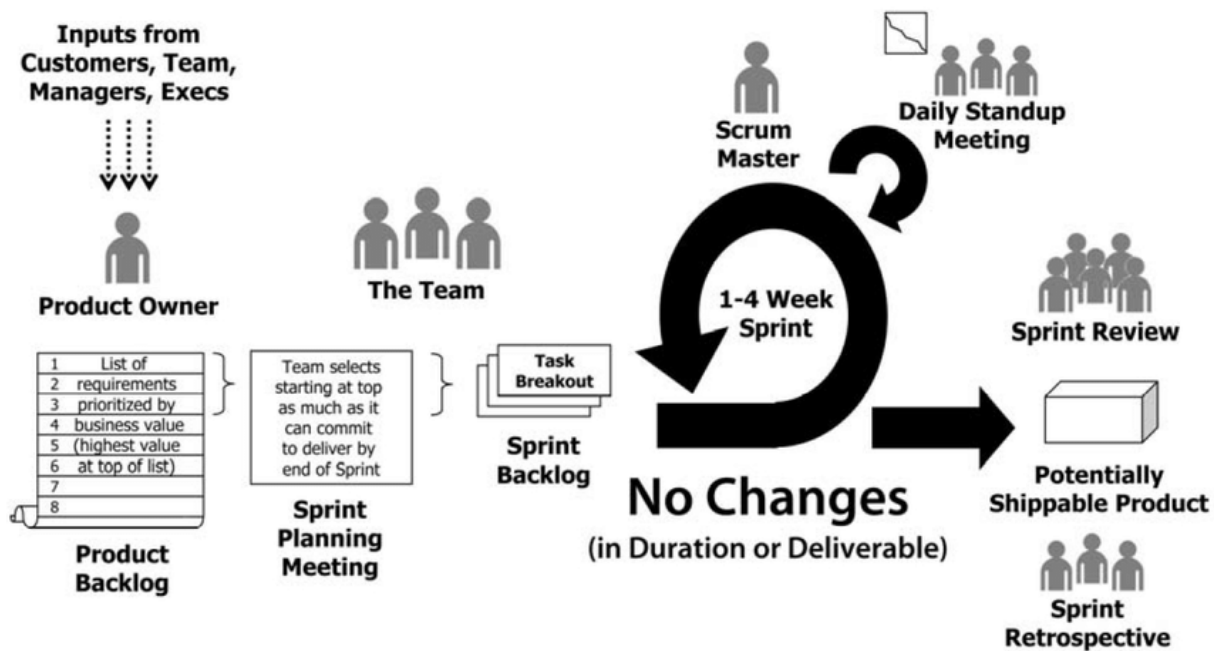 Inputs from
Customers, Team,
Managers, Execs
Product Owner
The Team
Scrum
Master
Daily Standup
Meeting
1 List of
2 requirements
3 prioritized by
4 business value
5 (highest value
6 at top of list)
7
8
Product
Backlog
Team selects
starting at top
as much as it
can commit
to deliver by
end of Sprint
Sprint
Planning
Meeting
Task
Breakout
Sprint
Backlog
1-4 Week
Sprint
No Changes
(in Duration or Deliverable)
Sprint Review
Potentially
Shippable Product
Sprint
Retrospective